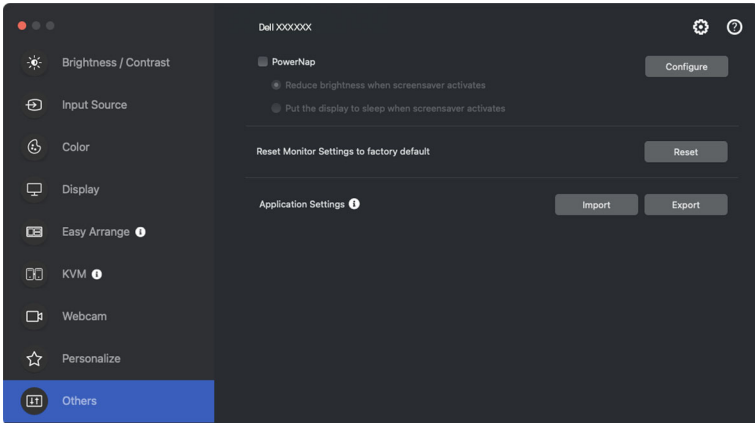 Dell XXXXXX
Brightness / Contrast
Input Source
Color
Display
Easy Arrange
KVM
Webcam
Personalize
Others
PowerNap
Configure
Reduce brightness when screensaver activates
Put the display to sleep when screensaver activates
Reset Monitor Settings to factory default
Reset
Application Settings
Import
Export